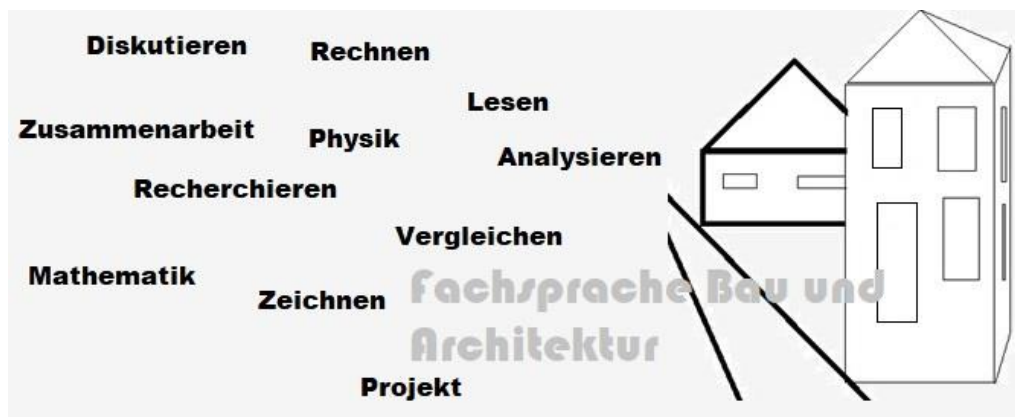 Diskutieren
Rechnen
Lesen
Zusammenarbeit
Physik
Analysieren
Recherchieren
Vergleichen
Mathematik
Zeichnen
Fachsprache Bau und
Architektur
Projekt